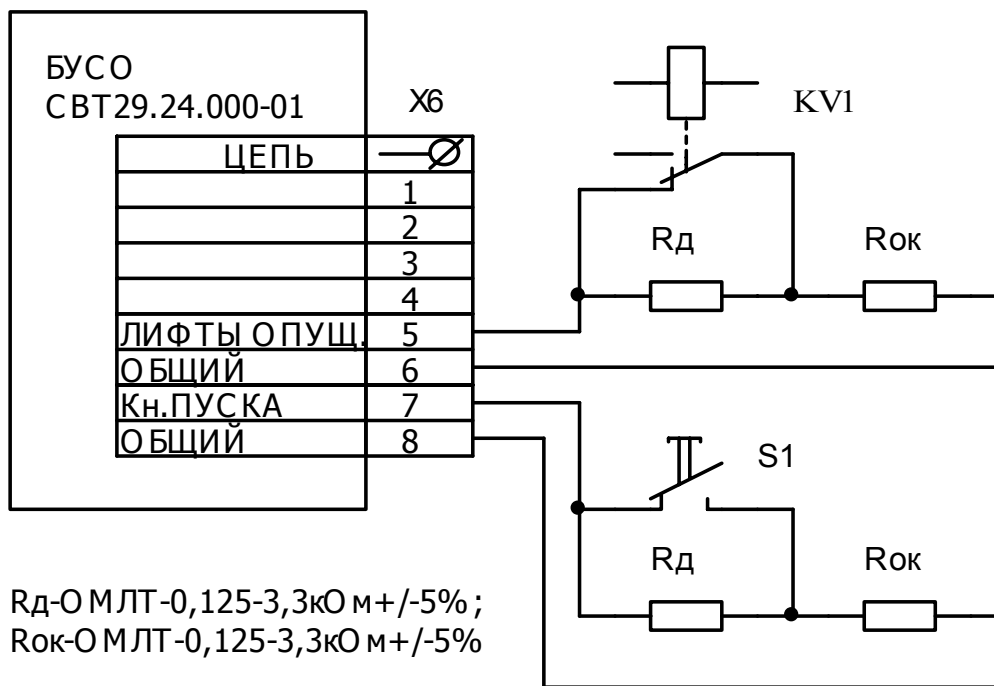 БУСО
СВТ29.24.000-01
X6
ЦЕПЬ
1
2
3
4
ЛИФТЫ ОПУЩ. 5
ОБЩИЙ 6
Кн.ПУСКА 7
ОБЩИЙ 8
KV1
Rд Rок
S1
Rд Rок
Rд-ОМЛТ-0,125-3,3кОм+/-5%;
Rок-ОМЛТ-0,125-3,3кОм+/-5%